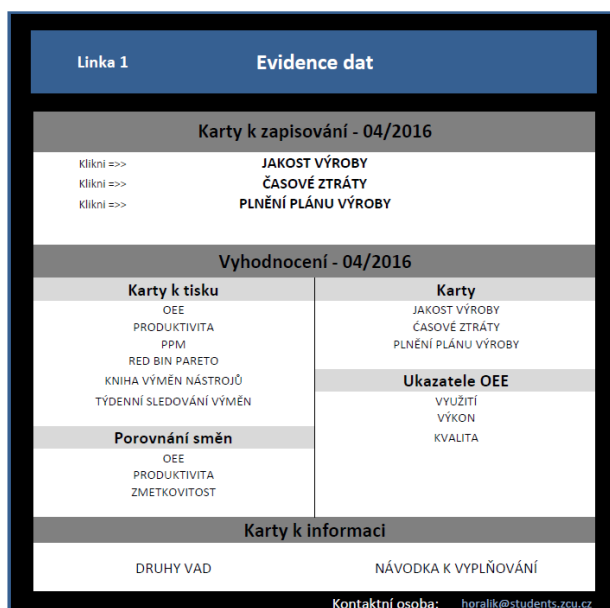 Linka 1 Evidence dat
Karty k zapisování - 04/2016
Klikni =>> JAKOST VÝROBY
Klikni =>> ČASOVÉ ZTRÁTY
Klikni =>> PLNĚNÍ PLÁNU VÝROBY
Vyhodnocení - 04/2016
Karty k tisku
OEE
PRODUKTIVITA
PPM
RED BIN PARETO
KNIHA VÝMĚN NÁSTROJŮ
TÝDENNÍ SLEDOVÁNÍ VÝMĚN
Porovnání směn
OEE
PRODUKTIVITA
ZMETKOVITOST
Karty
JAKOST VÝROBY
ČASOVÉ ZTRÁTY
PLNĚNÍ PLÁNU VÝROBY
Ukazatele OEE
VYUŽITÍ
VÝKON
KVALITA
Karty k informaci
DRUHY VAD NÁVODKA K VYPLŇOVÁNÍ
Kontaktní osoba: horalik@students.zcu.cz